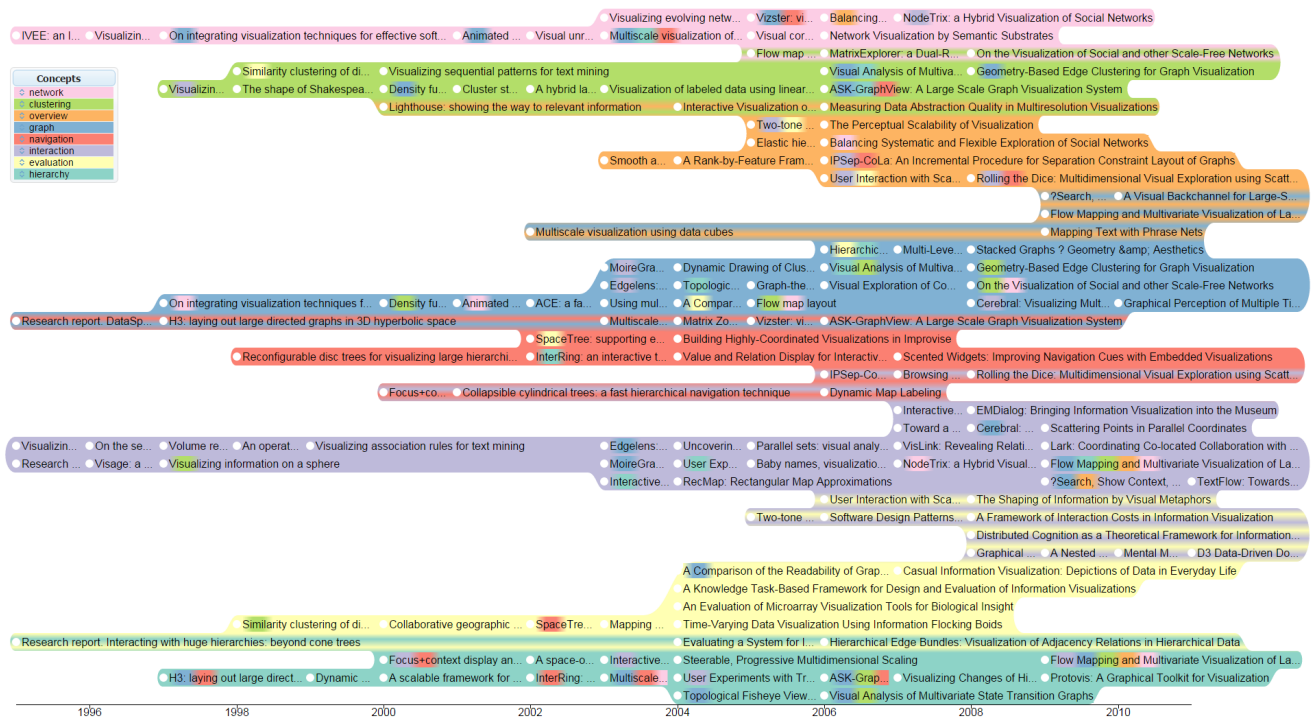 Visualizing evolving netw... Vizster: vi... Balancing... NodeTrix: a Hybrid Visualization of Social Networks
IVEE: an I... Visualizin... On integrating visualization techniques for effective soft... Animated ... Visual unr... Multiscale visualization of... Visual cor... Network Visualization by Semantic Substrates
Flow map ... MatrixExplorer: a Dual-R... On the Visualization of Social and other Scale-Free Networks
Concepts
network
clustering
overview
graph
navigation
interaction
evaluation
hierarchy
Similarity clustering of di... Visualizing sequential patterns for text mining Visual Analysis of Multiva... Geometry-Based Edge Clustering for Graph Visualization
Visualizin... The shape of Shakespea... Density fu... Cluster st... A hybrid la... Visualization of labeled data using linear... ASK-GraphView: A Large Scale Graph Visualization System
Lighthouse: showing the way to relevant information Interactive Visualization o... Measuring Data Abstraction Quality in Multiresolution Visualizations
Two-tone ... The Perceptual Scalability of Visualization
Elastic hie... Balancing Systematic and Flexible Exploration of Social Networks
Smooth a... A Rank-by-Feature Fram... IPSep-CoLa: An Incremental Procedure for Separation Constraint Layout of Graphs
User Interaction with Sca... Rolling the Dice: Multidimensional Visual Exploration using Scatt...
?Search, ... A Visual Backchannel for Large-S...
Flow Mapping and Multivariate Visualization of La...
Multiscale visualization using data cubes Mapping Text with Phrase Nets
Hierarchic... Multi-Leve... Stacked Graphs ? Geometry &amp; Aesthetics
MoireGra... Dynamic Drawing of Clus... Visual Analysis of Multiva... Geometry-Based Edge Clustering for Graph Visualization
Edgelens:... Topologic... Graph-the... Visual Exploration of Co... On the Visualization of Social and other Scale-Free Networks
On integrating visualization techniques f... Density fu... Animated ... ACE: a fa... Using mul... A Compar... Flow map layout Cerebral: Visualizing Mult... Graphical Perception of Multiple Ti...
Research report. DataSp... H3: laying out large directed graphs in 3D hyperbolic space Multiscale... Matrix Zo... Vizster: vi... ASK-GraphView: A Large Scale Graph Visualization System
SpaceTree: supporting e... Building Highly-Coordinated Visualizations in Improvise
Reconfigurable disc trees for visualizing large hierarchi... InterRing: an interactive t... Value and Relation Display for Interactiv... Scented Widgets: Improving Navigation Cues with Embedded Visualizations
IPSep-Co... Browsing ... Rolling the Dice: Multidimensional Visual Exploration using Scatt...
Focus+co... Collapsible cylindrical trees: a fast hierarchical navigation technique Dynamic Map Labeling
Interactive... EMDialog: Bringing Information Visualization into the Museum
Toward a ... Cerebral: ... Scattering Points in Parallel Coordinates
Visualizin... On the se... Volume re... An operat... Visualizing association rules for text mining Edgelens:... Uncoverin... Parallel sets: visual analy... VisLink: Revealing Relati... Lark: Coordinating Co-located Collaboration with ...
Research ... Visage: a ... Visualizing information on a sphere MoireGra... User Exp... Baby names, visualizatio... NodeTrix: a Hybrid Visual... Flow Mapping and Multivariate Visualization of La...
Interactive... RecMap: Rectangular Map Approximations ?Search, Show Context, ... TextFlow: Towards...
User Interaction with Sca... The Shaping of Information by Visual Metaphors
Two-tone ... Software Design Patterns... A Framework of Interaction Costs in Information Visualization
Distributed Cognition as a Theoretical Framework for Information...
Graphical ... A Nested ... Mental M... D3 Data-Driven Do...
A Comparison of the Readability of Grap... Casual Information Visualization: Depictions of Data in Everyday Life
A Knowledge Task-Based Framework for Design and Evaluation of Information Visualizations
An Evaluation of Microarray Visualization Tools for Biological Insight
Similarity clustering of di... Collaborative geographic ... SpaceTre... Mapping ... Time-Varying Data Visualization Using Information Flocking Boids
Research report. Interacting with huge hierarchies: beyond cone trees Evaluating a System for I... Hierarchical Edge Bundles: Visualization of Adjacency Relations in Hierarchical Data
Focus+context display an... A space-o... Interactive... Steerable, Progressive Multidimensional Scaling Flow Mapping and Multivariate Visualization of La...
H3: laying out large direct... Dynamic ... A scalable framework for ... InterRing: ... Multiscale... User Experiments with Tr... ASK-Grap... Visualizing Changes of Hi... Protovis: A Graphical Toolkit for Visualization
Topological Fisheye View... Visual Analysis of Multivariate State Transition Graphs
1996 1998 2000 2002 2004 2006 2008 2010